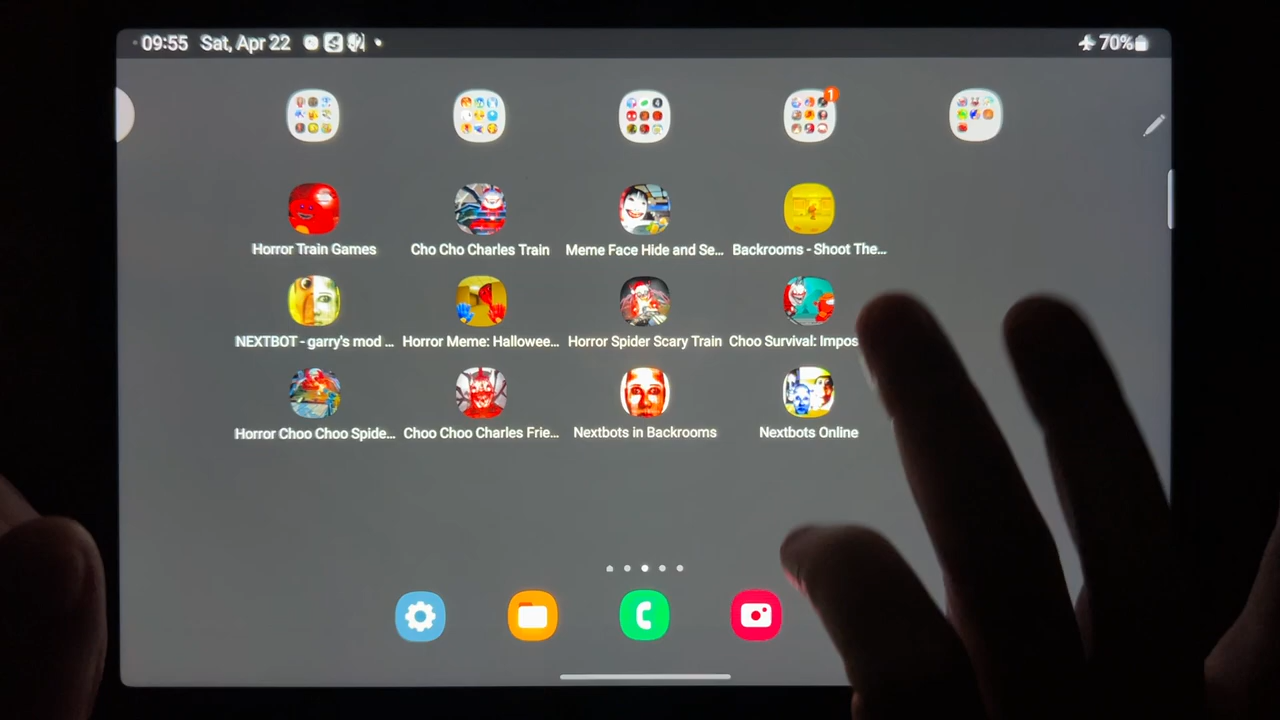 09:55 Sat, Apr 22
70%
1
Horror Train Games
Cho Cho Charles Train
Meme Face Hide and Se...
Backrooms - Shoot The...
NEXTBOT - garry's mod ...
Horror Meme: Hallowee...
Horror Spider Scary Train
Choo Survival: Impos
Horror Choo Choo Spide...
Choo Choo Charles Frie...
Nextbots in Backrooms
Nextbots Online